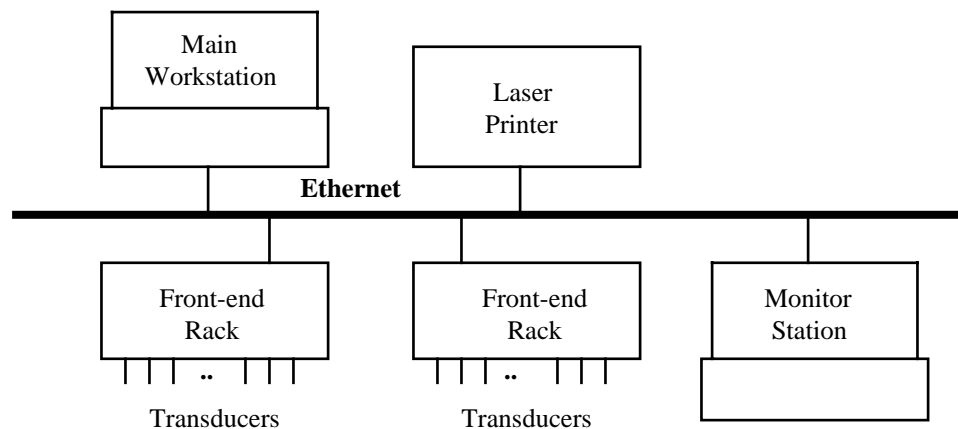 Main
Workstation
Laser
Printer
Ethernet
Front-end
Rack
..
Transducers
Front-end
Rack
..
Transducers
Monitor
Station